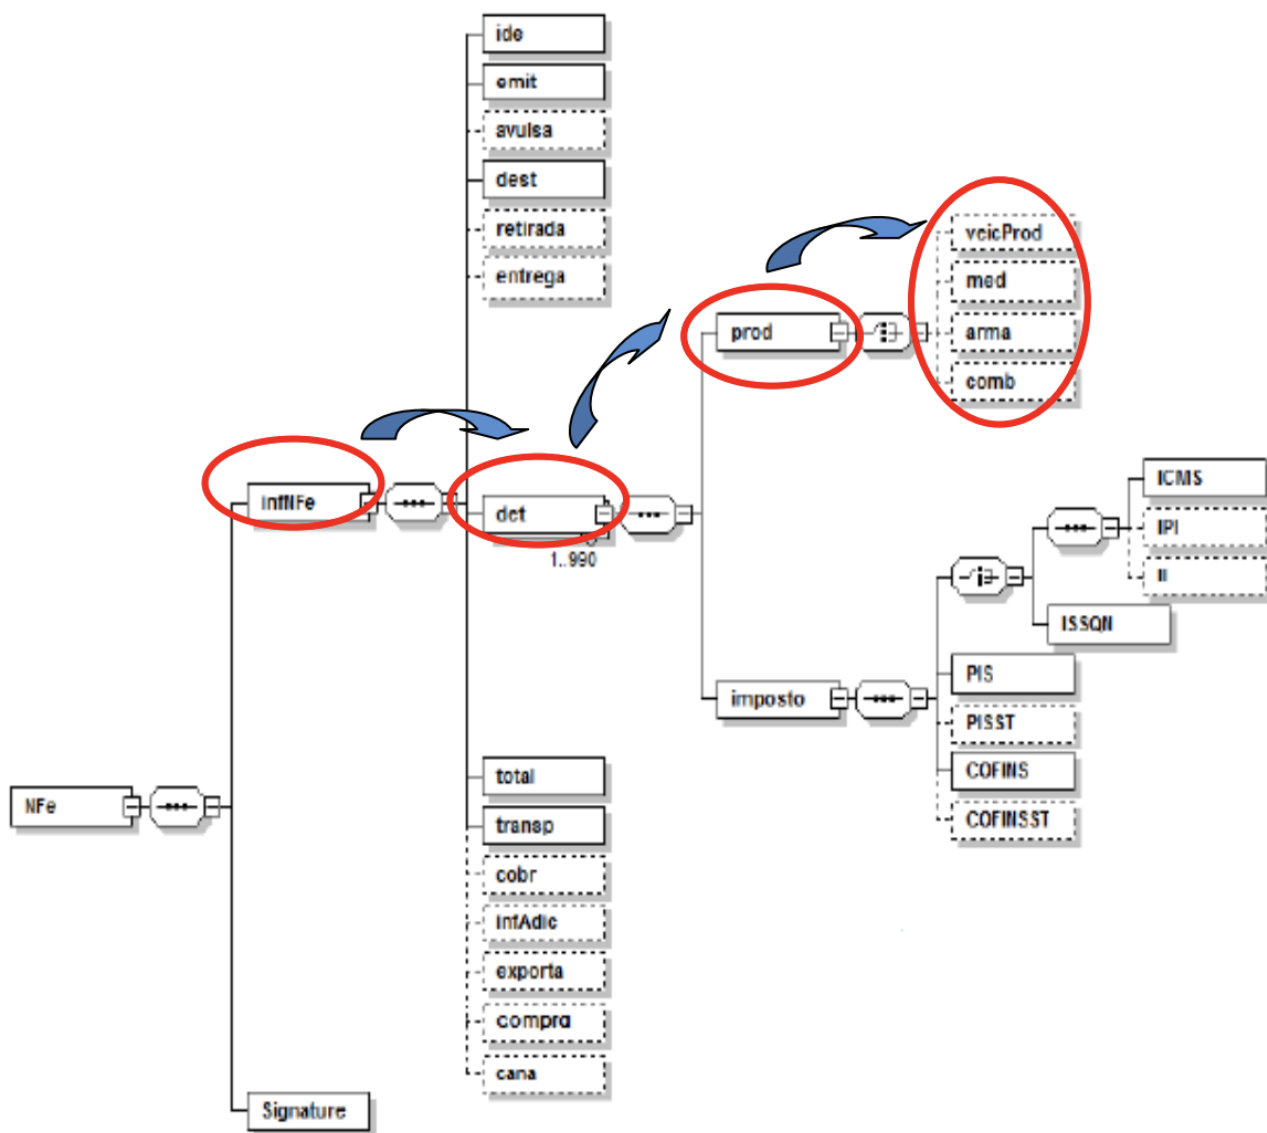 ide
emit
avulsa
dest
retirada
entrega
veicProd
med
prod
arma
comb
infNFe
det
1..990
ICMS
IPI
II
ISSQN
PIS
imposto
PISST
COFINS
COFINSST
total
NFe
transp
cobr
infAdic
exporta
compra
cana
Signature